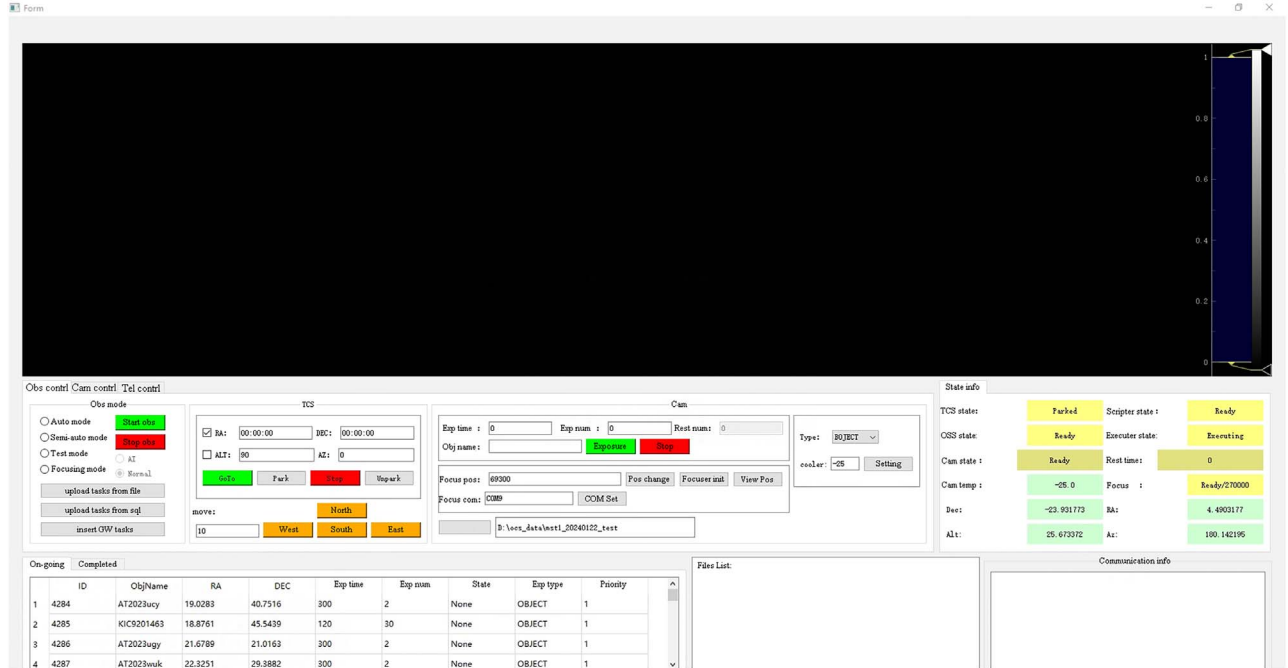 Form
1
0.8
0.6
0.4
0.2
0
Obs contrl Cam contrl Tel contrl
Obs mode
Auto mode Start obs
Semi-auto mode Stop obs
Test mode AI
Focusing mode Normal
upload tasks from file
upload tasks from sql
insert GW tasks
TCS
RA: 00:00:00 DEC: 00:00:00
ALT: 90 AZ: 0
GoTo Park Stop Unpark
move: North
10 West South East
Cam
Exp time : 0 Exp num : 0 Rest num: 0
Obj name: Exposure Stop
Focus pos: 69300 Pos change Focuser init View Pos
Focus com: COM9 COM Set
D:\ocs_data\mst1_20240122_test
Type: BOJECT
cooler: -25 Setting
State info
TCS state: Parked Scripter state : Ready
OSS state: Ready Executer state: Executing
Cam state : Ready Rest time: 0
Cam temp : -25.0 Focus : Ready/270000
Dec: -23.931773 RA: 4.4903177
Alt: 25.673372 Az: 180.142195
On-going Completed
ID ObjName RA DEC Exp time Exp num State Exp type Priority
1 4284 AT2023ucy 19.0283 40.7516 300 2 None OBJECT 1
2 4285 KIC9201463 18.8761 45.5439 120 30 None OBJECT 1
3 4286 AT2023ugy 21.6789 21.0163 300 2 None OBJECT 1
4 4287 AT2023wuk 22.3251 29.3882 300 2 None OBJECT 1
Files List:
Communication info